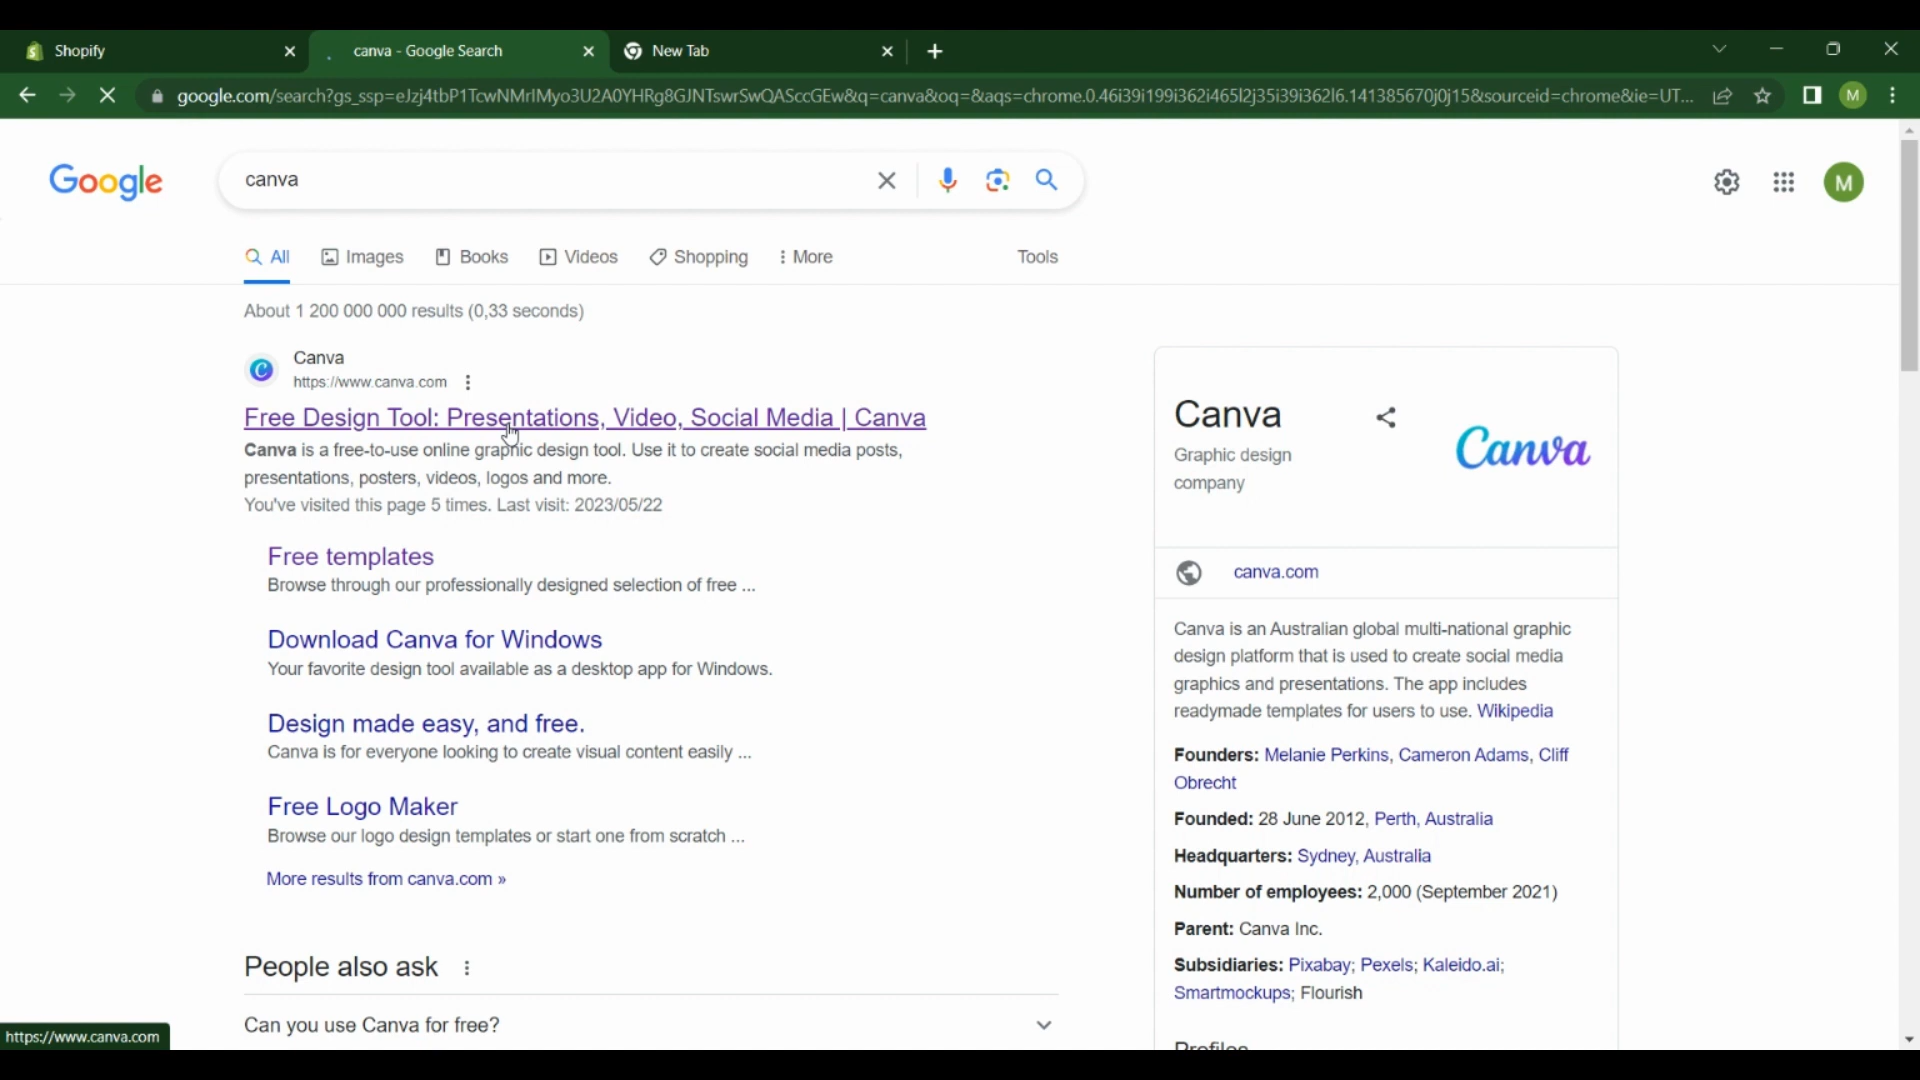 Shopify
canva - Google Search
New Tab
google.com/search?gs_ssp=eJzj4tbP1TcwNMrIMyo3U2A0YHRg8GJNTswrSwQASccGEw&q=canva&oq=&aqs=chrome.0.46i39i199i362i465l2j35i39i362l6.141385670j0j15&sourceid=chrome&ie=UT...
M
Google
canva
M
All
Images
Books
Videos
Shopping
More
Tools
About 1 200 000 000 results (0,33 seconds)
Canva
https://www.canva.com
Free Design Tool: Presentations, Video, Social Media | Canva
Canva is a free-to-use online graphic design tool. Use it to create social media posts,
presentations, posters, videos, logos and more.
You've visited this page 5 times. Last visit: 2023/05/22
Free templates
Browse through our professionally designed selection of free ...
Download Canva for Windows
Your favorite design tool available as a desktop app for Windows.
Design made easy, and free.
Canva is for everyone looking to create visual content easily ...
Free Logo Maker
Browse our logo design templates or start one from scratch ...
More results from canva.com »
People also ask
Can you use Canva for free?
Canva
Graphic design
company
Canva
canva.com
Canva is an Australian global multi-national graphic
design platform that is used to create social media
graphics and presentations. The app includes
readymade templates for users to use. Wikipedia
Founders: Melanie Perkins, Cameron Adams, Cliff
Obrecht
Founded: 28 June 2012, Perth, Australia
Headquarters: Sydney, Australia
Number of employees: 2,000 (September 2021)
Parent: Canva Inc.
Subsidiaries: Pixabay; Pexels; Kaleido.ai;
Smartmockups; Flourish
Profiles
https://www.canva.com